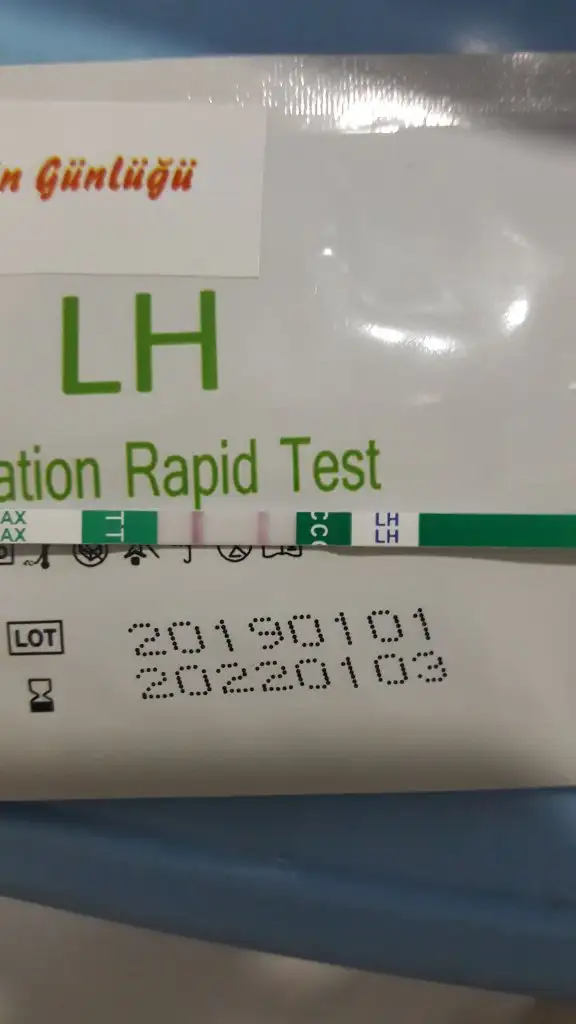 n Günlüğü
LH
ation Rapid Test
AX
AX
T
T
C
C
C
LH
LH
LOT
20190101
20220103